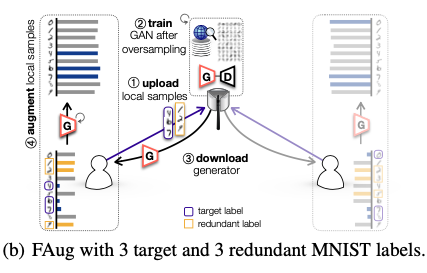 ② train
GAN after
oversampling
G
D
① upload
local samples
④ augment local samples
G
G
③ download
generator
G
target label
redundant label
(b) FAug with 3 target and 3 redundant MNIST labels.